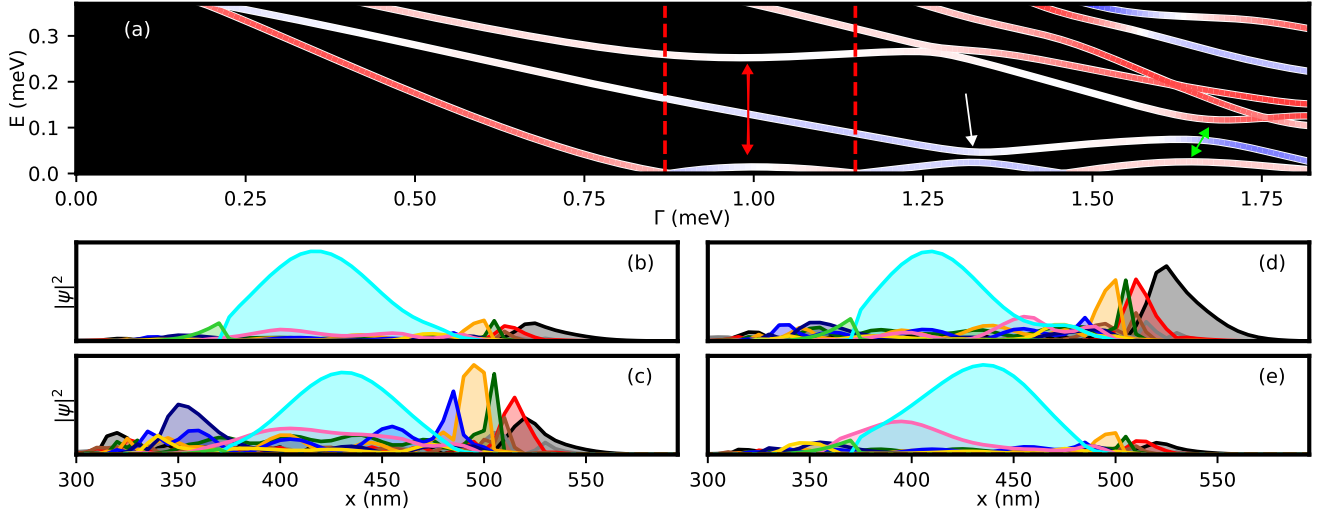 (a)
E (meV)
0.3
0.2
0.1
0.0
0.00 0.25 0.50 0.75 1.00 1.25 1.50 1.75
Γ (meV)
(b)
|ψ|²
(d)
(c)
|ψ|²
(e)
300 350 400 450 500 550
x (nm)
300 350 400 450 500 550
x (nm)